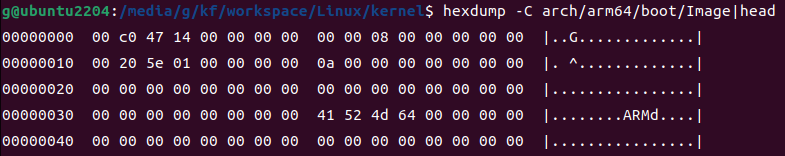 g@ubuntu2204:/media/g/kf/workspace/Linux/kernel$ hexdump -C arch/arm64/boot/Image|head
00000000  00 c0 47 14 00 00 00 00  00 00 08 00 00 00 00 00  |..G.............|
00000010  00 20 5e 01 00 00 00 00  0a 00 00 00 00 00 00 00  |. ^.............|
00000020  00 00 00 00 00 00 00 00  00 00 00 00 00 00 00 00  |................|
00000030  00 00 00 00 00 00 00 00  41 52 4d 64 00 00 00 00  |........ARMd....|
00000040  00 00 00 00 00 00 00 00  00 00 00 00 00 00 00 00  |................|